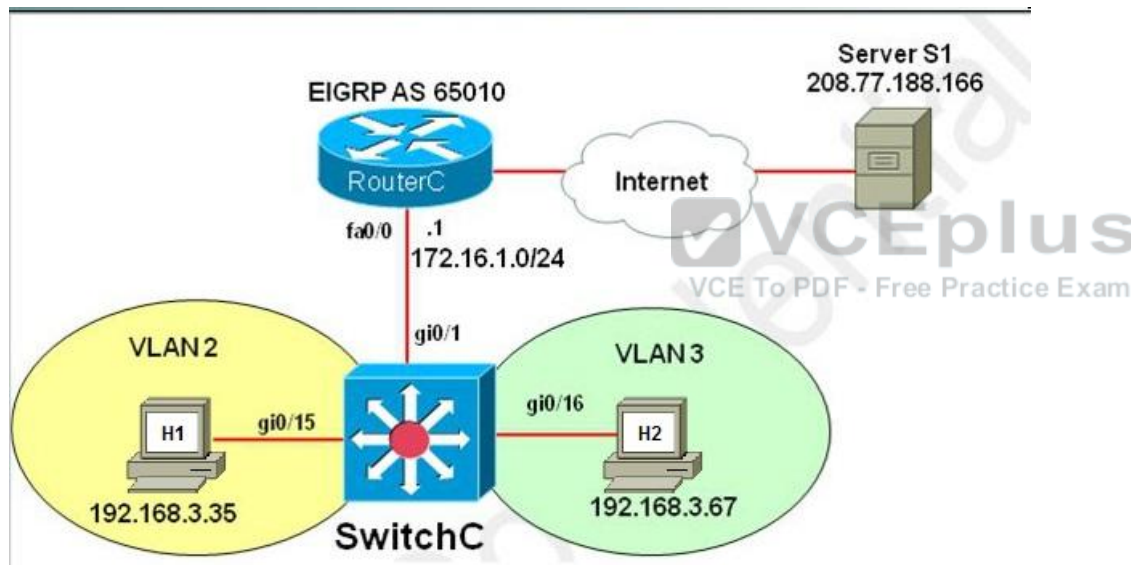 Server S1
208.77.188.166
EIGRP AS 65010
RouterC
Internet
fa0/0
.1
172.16.1.0/24
VCEplus
VCE To PDF - Free Practice Exam
gi0/1
VLAN 2
VLAN 3
H1
gi0/15
gi0/16
H2
192.168.3.35
192.168.3.67
SwitchC